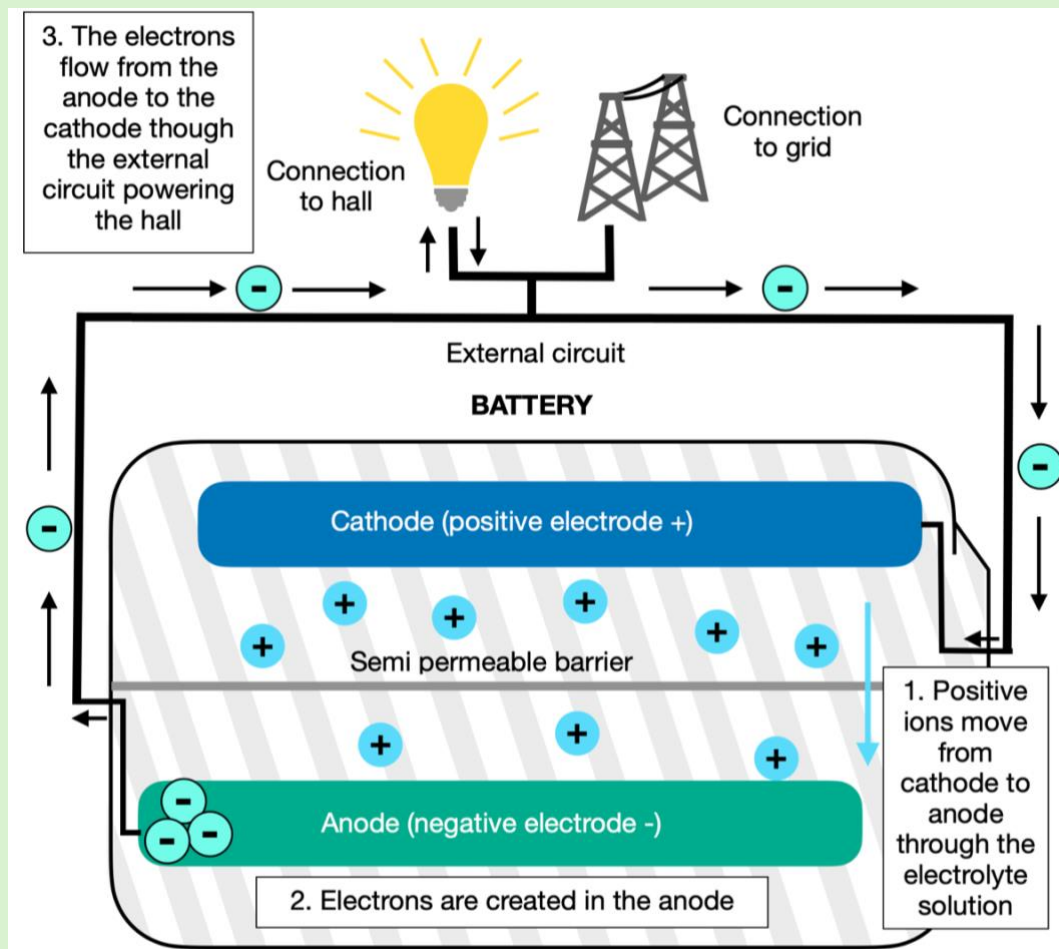 3. The electrons
flow from the
anode to the
cathode though
the external
circuit powering
the hall
Connection
to hall
Connection
to grid
-
-
External circuit
BATTERY
-
-
Cathode (positive electrode +)
+
+
+
+
+
+
Semi permeable barrier
+
+
+
1. Positive
ions move
from
cathode to
anode
through the
electrolyte
solution
-
-
-
Anode (negative electrode -)
2. Electrons are created in the anode